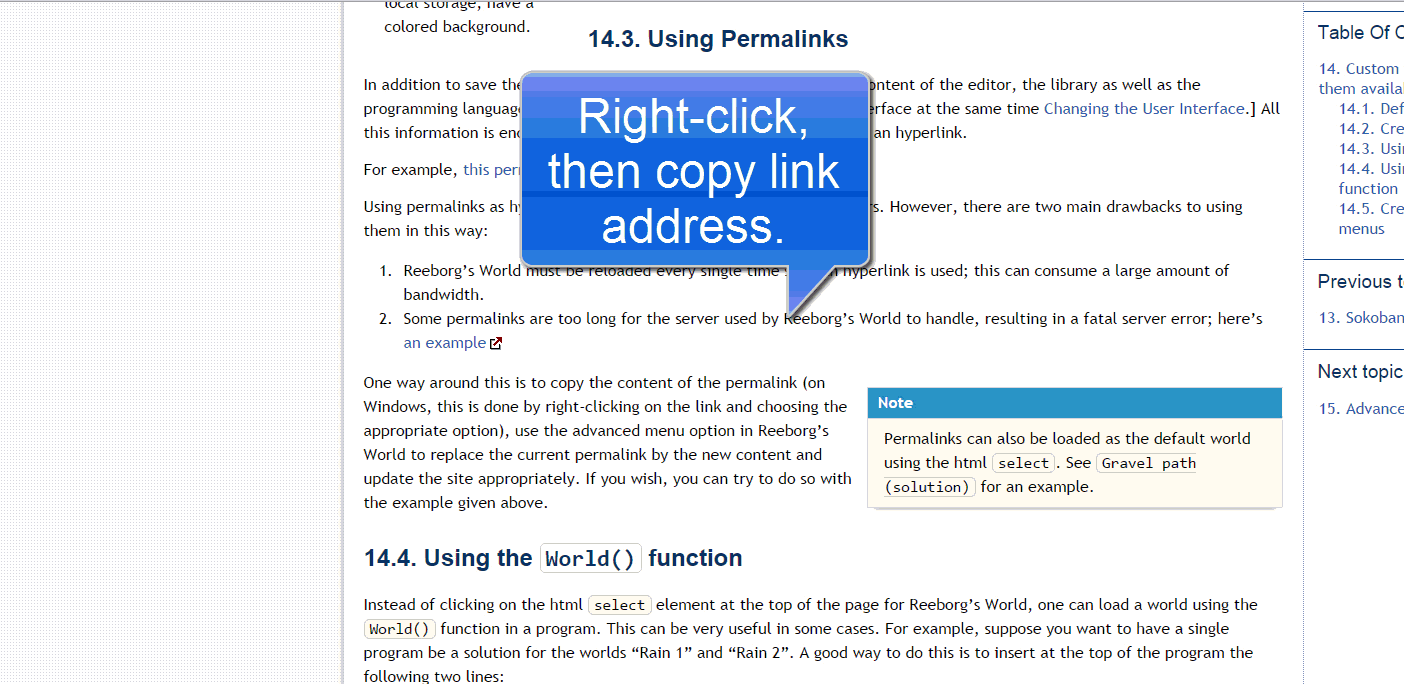 local storage, have a
colored background.
14.3. Using Permalinks
In addition to save the
ontent of the editor, the library as well as the
programming language
erface at the same time Changing the User Interface.] All
this information is en
an hyperlink.
For example, this per
Using permalinks as hy
rs. However, there are two main drawbacks to using
them in this way:
Right-click,
then copy link
address.
1. Reeborg’s World must be reloaded every single time
hyperlink is used; this can consume a large amount of
bandwidth.
2. Some permalinks are too long for the server used by Reeborg’s World to handle, resulting in a fatal server error; here’s
an example
One way around this is to copy the content of the permalink (on
Windows, this is done by right-clicking on the link and choosing the
appropriate option), use the advanced menu option in Reeborg’s
World to replace the current permalink by the new content and
update the site appropriately. If you wish, you can try to do so with
the example given above.
Note
Permalinks can also be loaded as the default world
using the html select. See Gravel path
(solution) for an example.
14.4. Using the World() function
Instead of clicking on the html select element at the top of the page for Reeborg’s World, one can load a world using the
World() function in a program. This can be very useful in some cases. For example, suppose you want to have a single
program be a solution for the worlds “Rain 1” and “Rain 2”. A good way to do this is to insert at the top of the program the
following two lines:
Table Of C
14. Custom
them availa
14.1. Def
14.2. Cre
14.3. Usi
14.4. Usi
function
14.5. Cre
menus
Previous t
13. Sokoban
Next topic
15. Advance